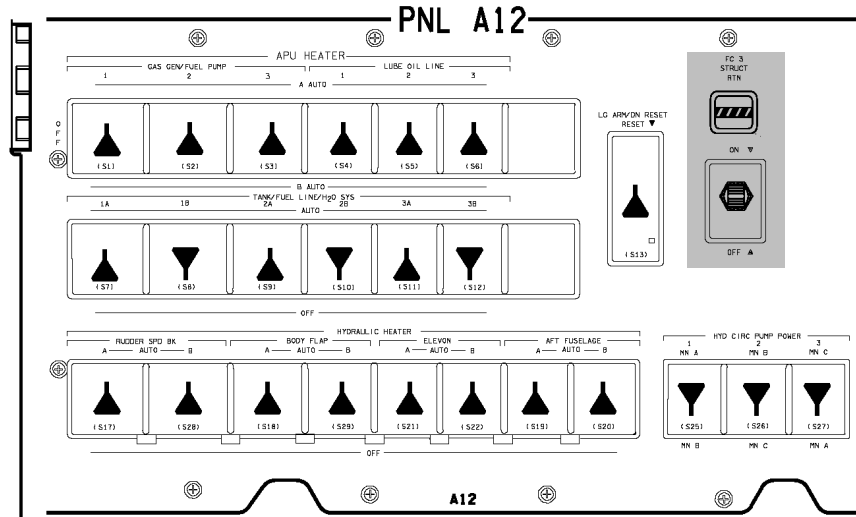 PNL A12
APU HEATER
GAS GEN/FUEL PUMP LUBE OIL LINE
1 2 3 1 2 3
A AUTO
OFF
(S1) (S2) (S3) (S4) (S5) (S6)
B AUTO
TANK/FUEL LINE/H2O SYS
1A 1B 2A 2B 3A 3B
AUTO
(S7) (S8) (S9) (S10) (S11) (S12)
OFF
LG ARM/DN RESET
RESET ▼
(S13)
FC 3
STRUCT
RTN
ON ▼
OFF ▲
HYDRAULIC HEATER
RUDDER SPD BK BODY FLAP ELEVON AFT FUSELAGE
A AUTO B A AUTO B A AUTO B A AUTO B
(S17) (S28) (S18) (S29) (S21) (S22) (S19) (S20)
OFF
HYD CIRC PUMP POWER
1 2 3
MN A MN B MN C
(S25) (S26) (S27)
MN B MN C MN A
A12